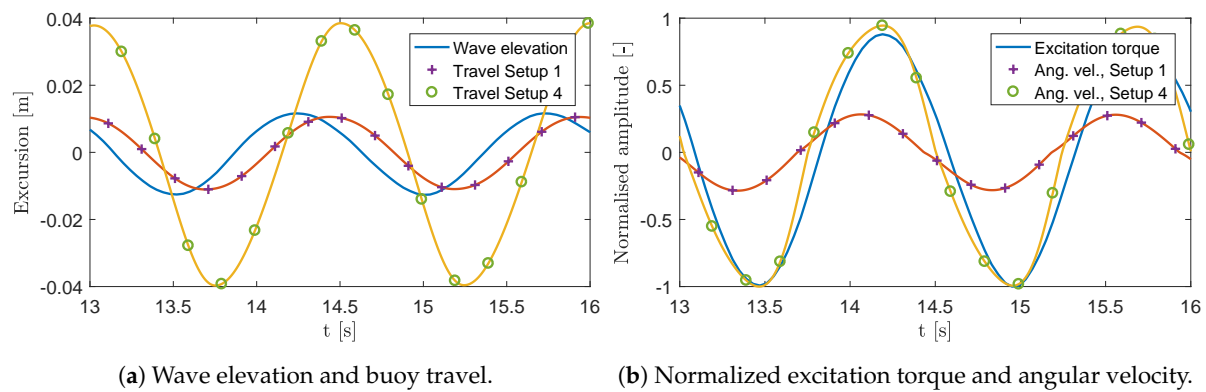 0.04
0.02
0
-0.02
-0.04
Excursion [m]
13
13.5
14
14.5
15
15.5
16
t [s]
Wave elevation
Travel Setup 1
Travel Setup 4
(a) Wave elevation and buoy travel.
1
0.5
0
-0.5
-1
Normalised amplitude [-]
13
13.5
14
14.5
15
15.5
16
t [s]
Excitation torque
Ang. vel., Setup 1
Ang. vel., Setup 4
(b) Normalized excitation torque and angular velocity.